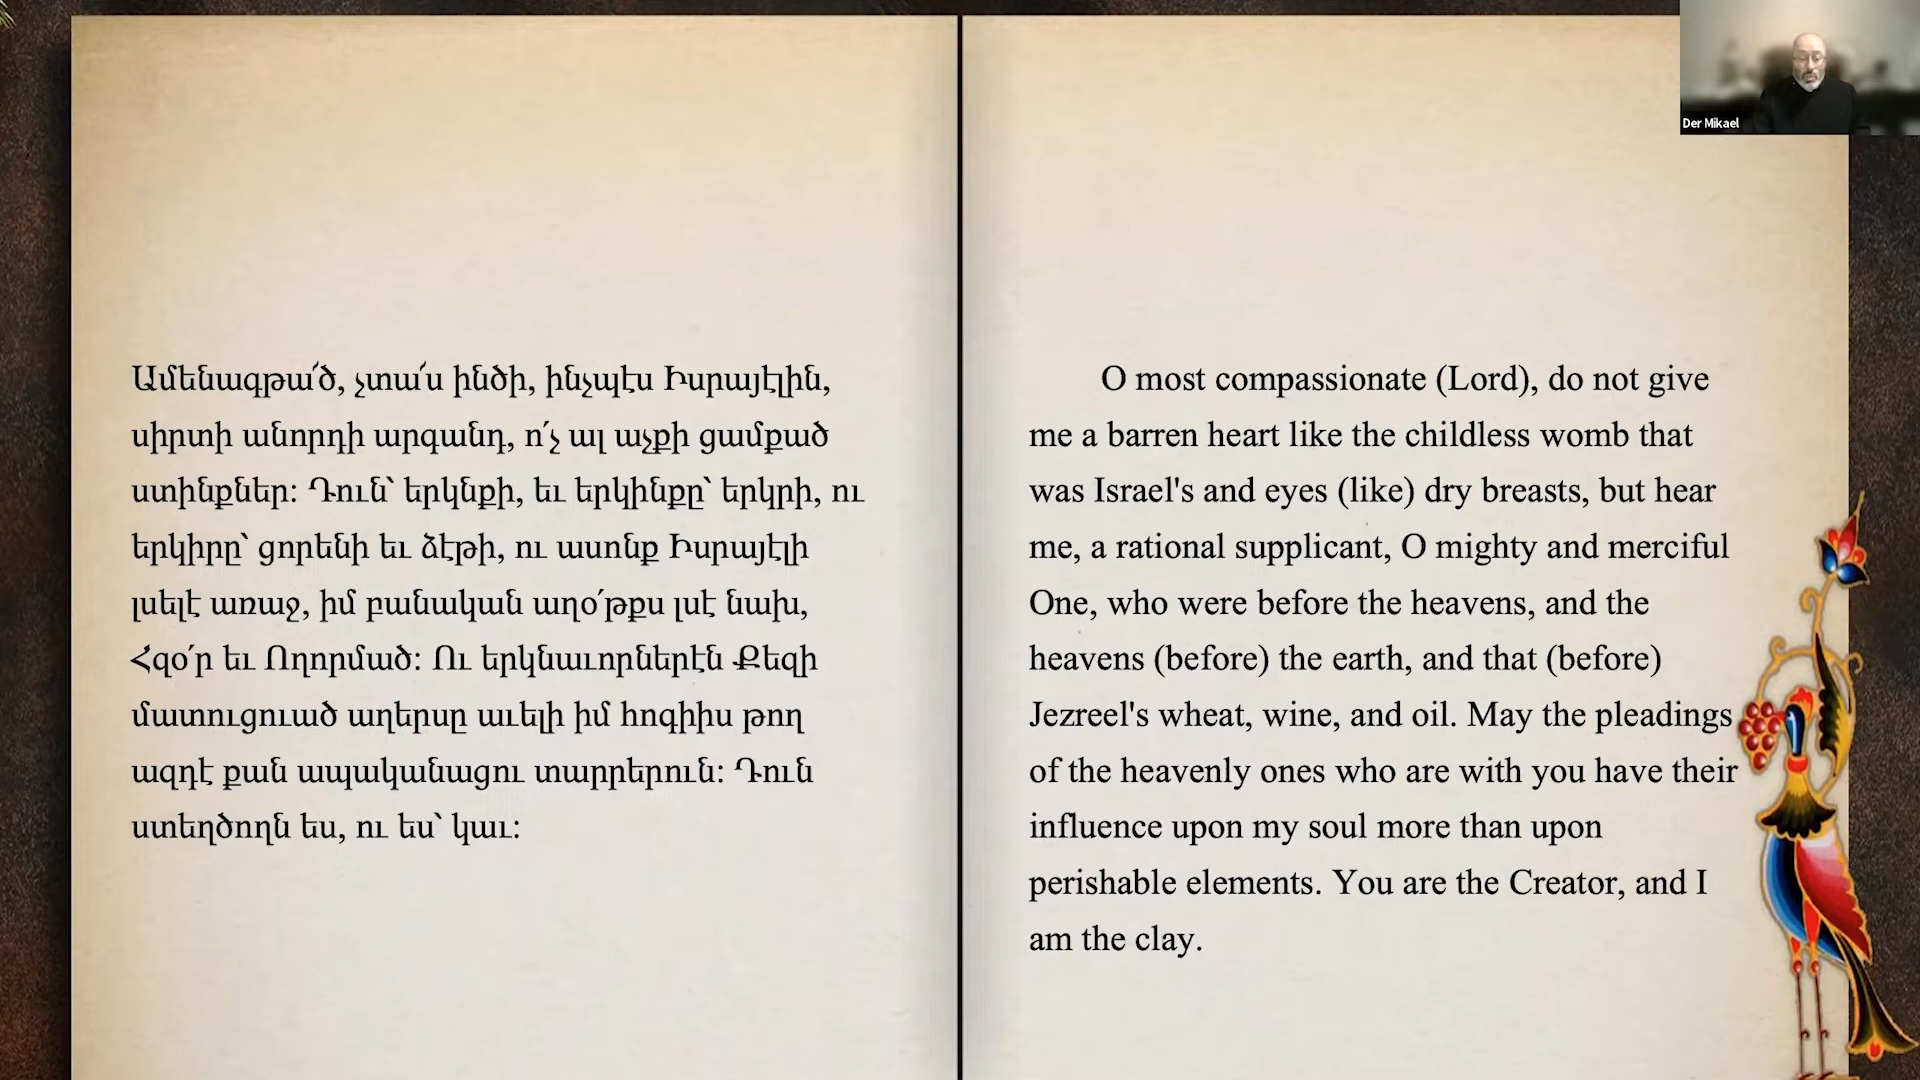 Ամենագթա՛ծ, չտա՛ս ինծի, ինչպէս Իսրայէլին,
սիրտի անորդի արգանդ, ո՛չ ալ աչքի ցամքած
ստինքներ: Դուն՝ երկնքի, եւ երկինքը՝ երկրի, ու
երկիրը՝ ցորենի եւ ձէթի, ու ասոնք Իսրայէլի
լսելէ առաջ, իմ բանական աղօ՛թքս լսէ նախ,
Հզօ՛ր եւ Ողորմած: Ու երկնաւորներէն Քեզի
մատուցուած աղերսը աւելի իմ հոգիիս թող
ազդէ քան ապականացու տարրերուն: Դուն
ստեղծողն ես, ու ես՝ կաւ:
O most compassionate (Lord), do not give
me a barren heart like the childless womb that
was Israel's and eyes (like) dry breasts, but hear
me, a rational supplicant, O mighty and merciful
One, who were before the heavens, and the
heavens (before) the earth, and that (before)
Jezreel's wheat, wine, and oil. May the pleadings
of the heavenly ones who are with you have their
influence upon my soul more than upon
perishable elements. You are the Creator, and I
am the clay.
Der Mikael